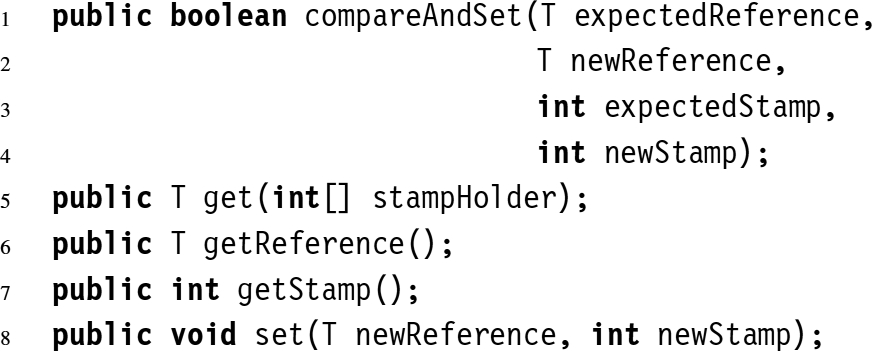 1 public boolean compareAndSet(T expectedReference,
2 T newReference,
3 int expectedStamp,
4 int newStamp);
5 public T get(int[] stampHolder);
6 public T getReference();
7 public int getStamp();
8 public void set(T newReference, int newStamp);